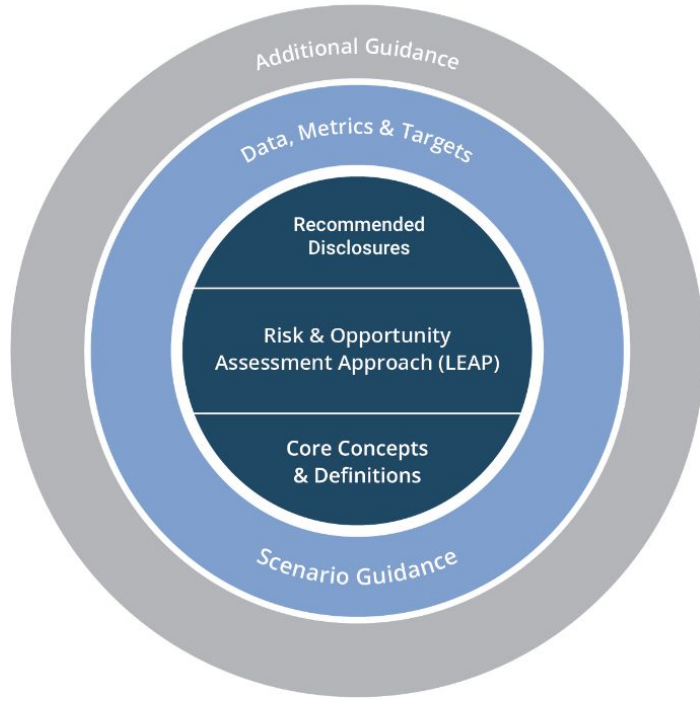 Additional Guidance
Data, Metrics & Targets
Recommended
Disclosures
Risk & Opportunity
Assessment Approach (LEAP)
Core Concepts
& Definitions
Scenario Guidance